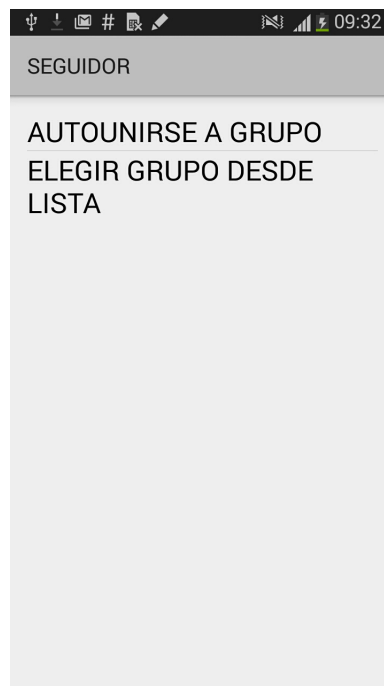 09:32
SEGUIDOR
AUTOUNIRSE A GRUPO
ELEGIR GRUPO DESDE
LISTA